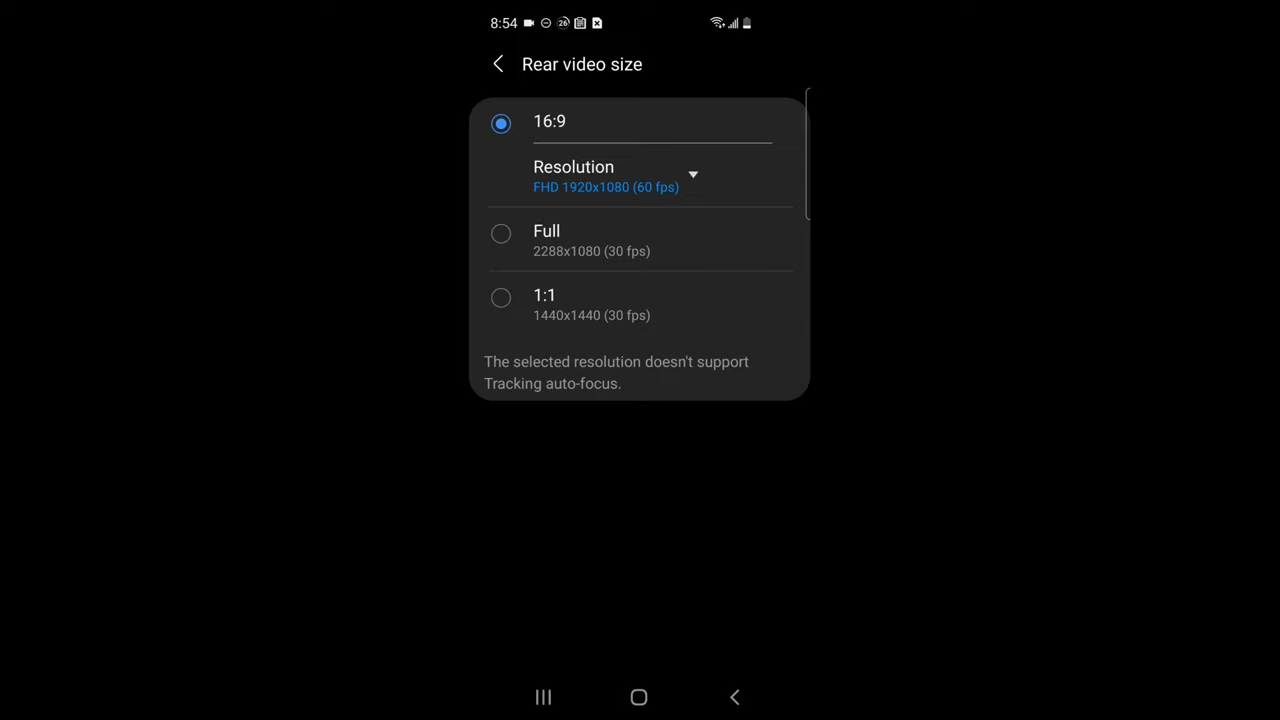 8:54
26
Rear video size
16:9
Resolution
FHD 1920x1080 (60 fps)
Full
2288x1080 (30 fps)
1:1
1440x1440 (30 fps)
The selected resolution doesn't support
Tracking auto-focus.